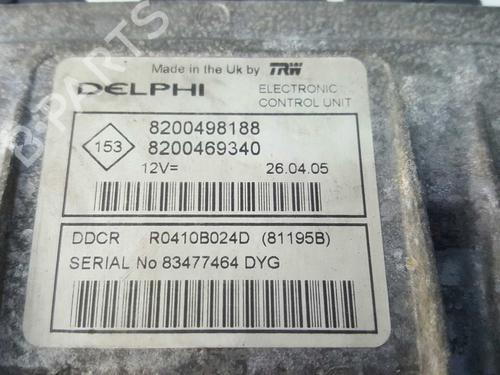 Made in the Uk by TRW
DELPHI
ELECTRONIC
CONTROL UNIT
153
8200498188
8200469340
12V=
26.04.05
DDCR R0410B024D (81195B)
SERIAL No 83477464 DYG
B PARTS